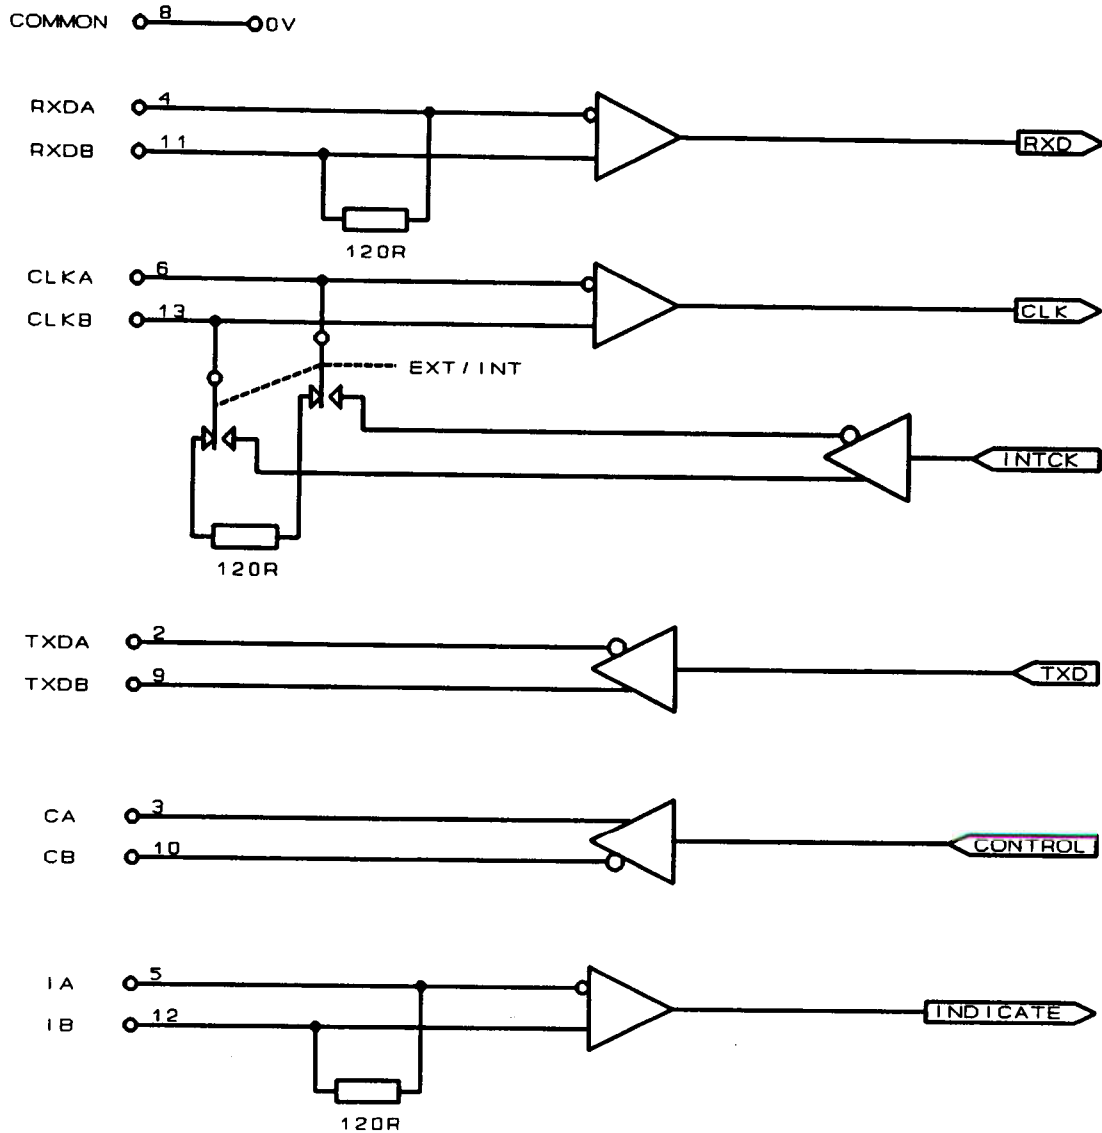 COMMON 8 0V
RXDA 4
RXDB 11
RXD
120R
CLKA 6
CLKB 13
CLK
EXT/INT
INTCK
120R
TXDA 2
TXDB 9
TXD
CA 3
CB 10
CONTROL
IA 5
IB 12
INDICATE
120R